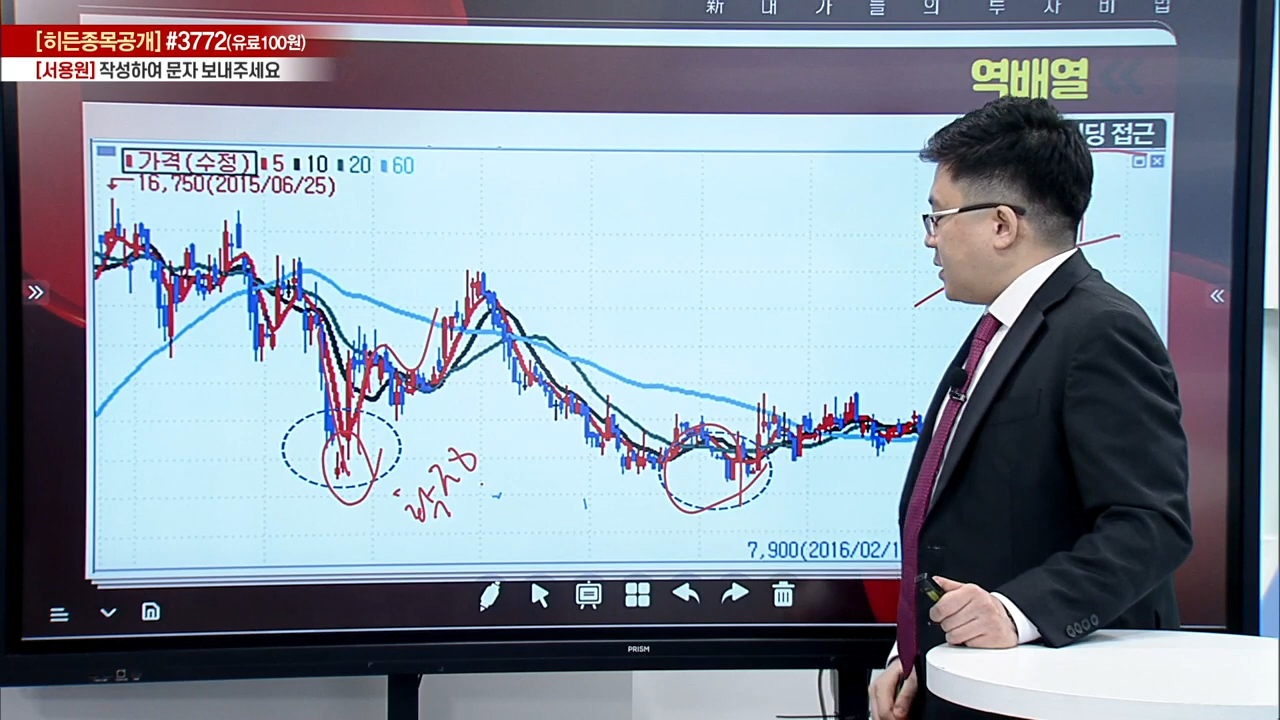 新 대가들의 투자비법
[히든종목공개] #3772(유료100원)
[서용원] 작성하여 문자 보내주세요
역배열
딩 접근
가격(수정) 5 10 20 60
16,750(2015/06/25)
7,900(2016/02/1
PRISM